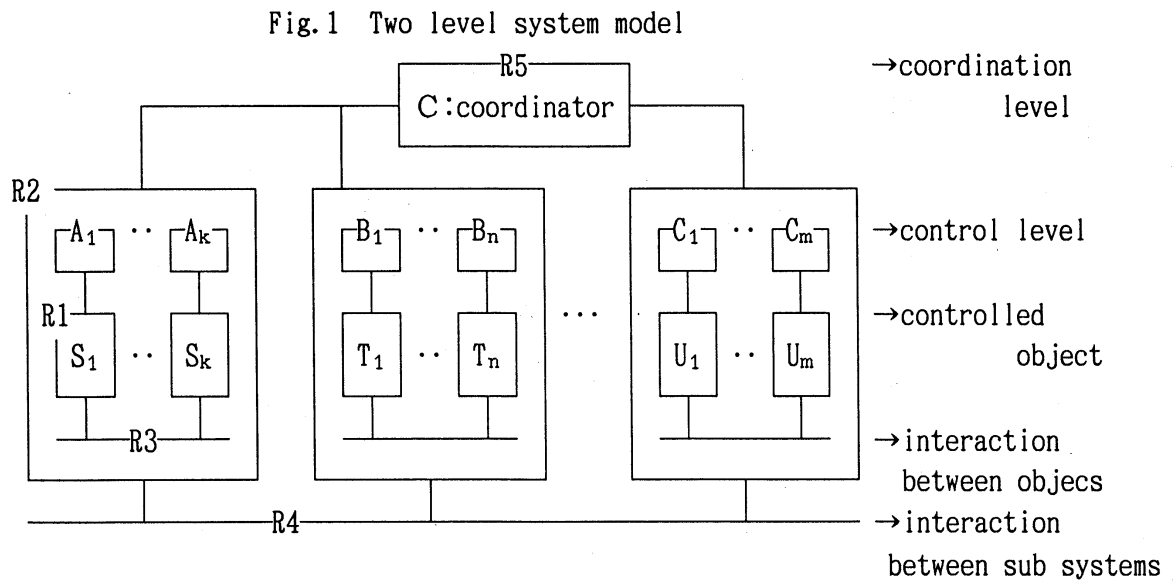 Fig.1 Two level system model
R5
C:coordinator
→coordination
level
R2
A₁ ‥ Aₖ
B₁ ‥ Bₙ
C₁ ‥ Cₘ
→control level
R1
S₁ ‥ Sₖ
T₁ ‥ Tₙ
...
U₁ ‥ Uₘ
→controlled
object
R3
→interaction
between objecs
R4
→interaction
between sub systems